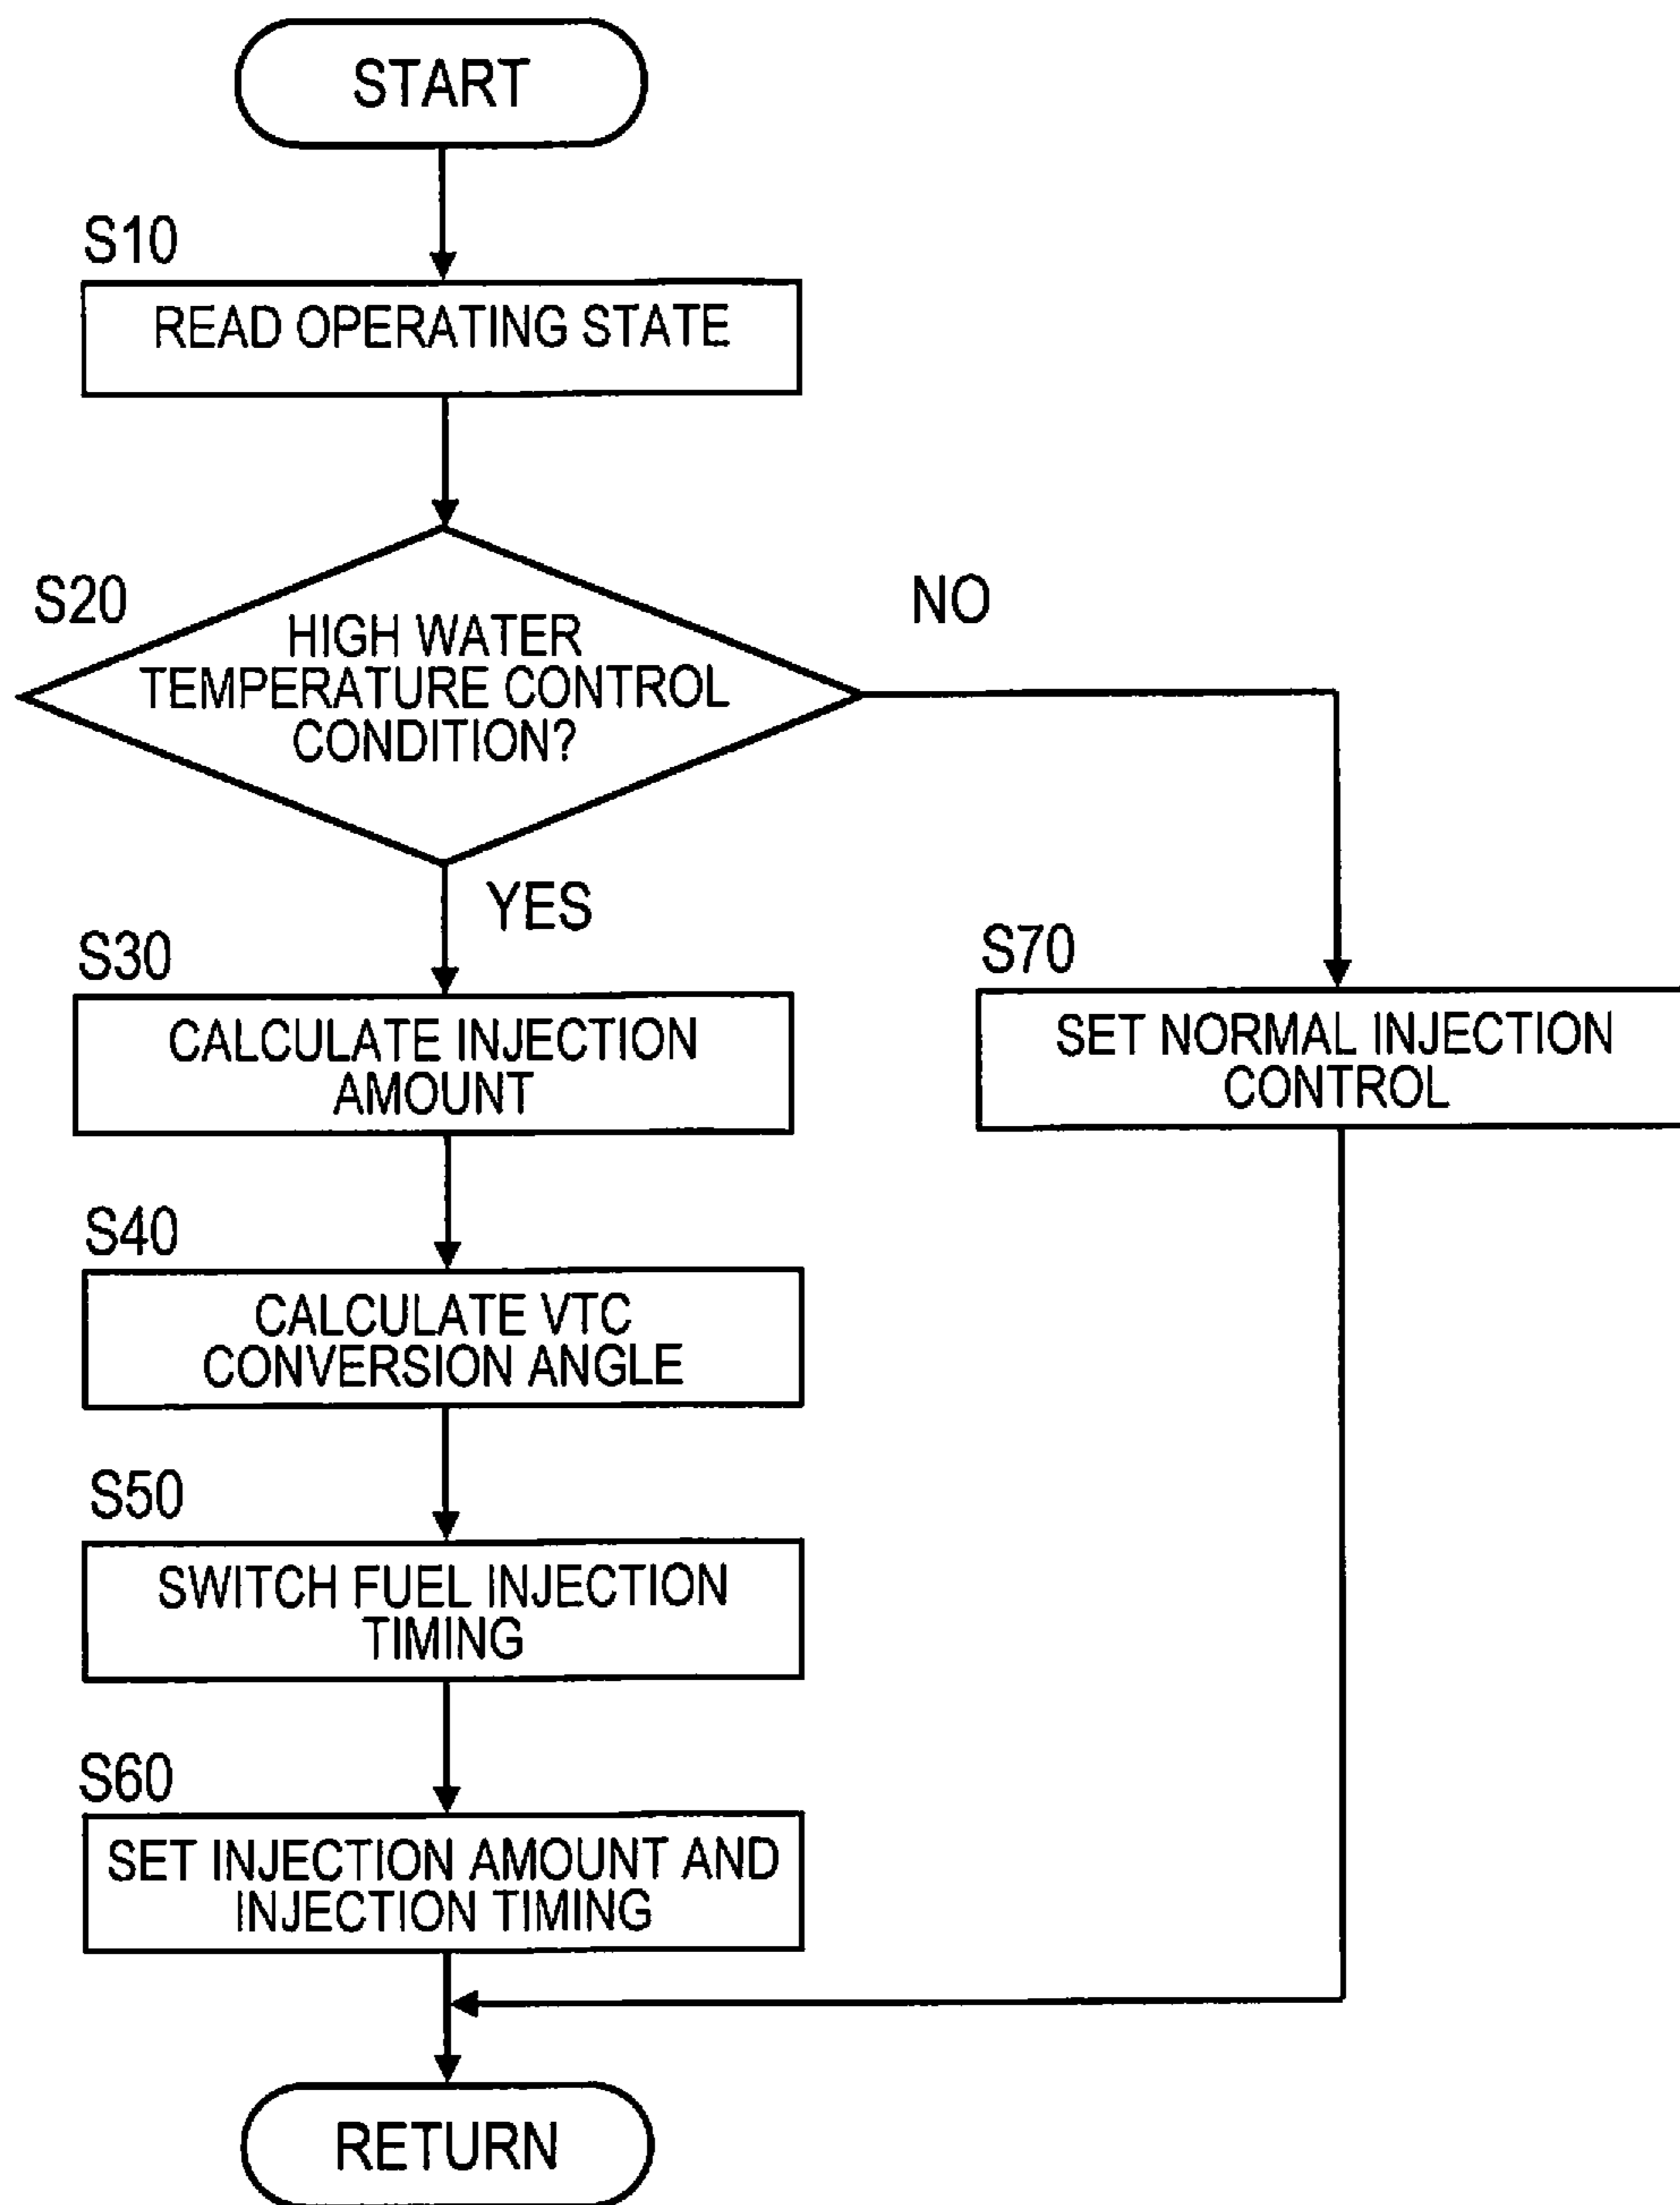 START
S10
READ OPERATING STATE
S20
HIGH WATER
TEMPERATURE CONTROL
CONDITION?
NO
YES
S30
CALCULATE INJECTION
AMOUNT
S70
SET NORMAL INJECTION
CONTROL
S40
CALCULATE VTC
CONVERSION ANGLE
S50
SWITCH FUEL INJECTION
TIMING
S60
SET INJECTION AMOUNT AND
INJECTION TIMING
RETURN